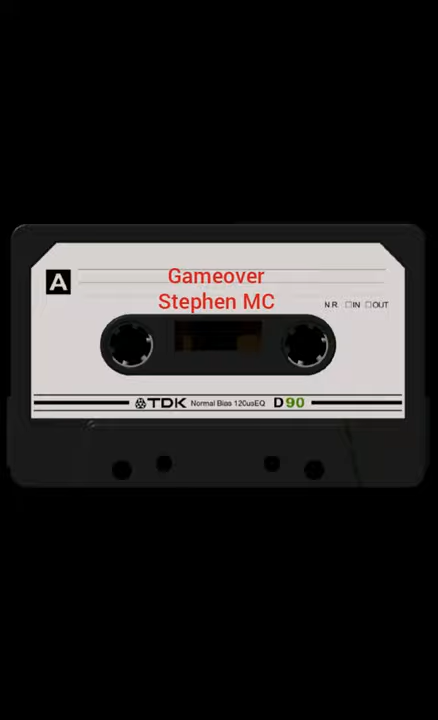 Gameover
A
Stephen MC
N.R. □IN □OUT
TDK Normal Bias 120usEQ D90